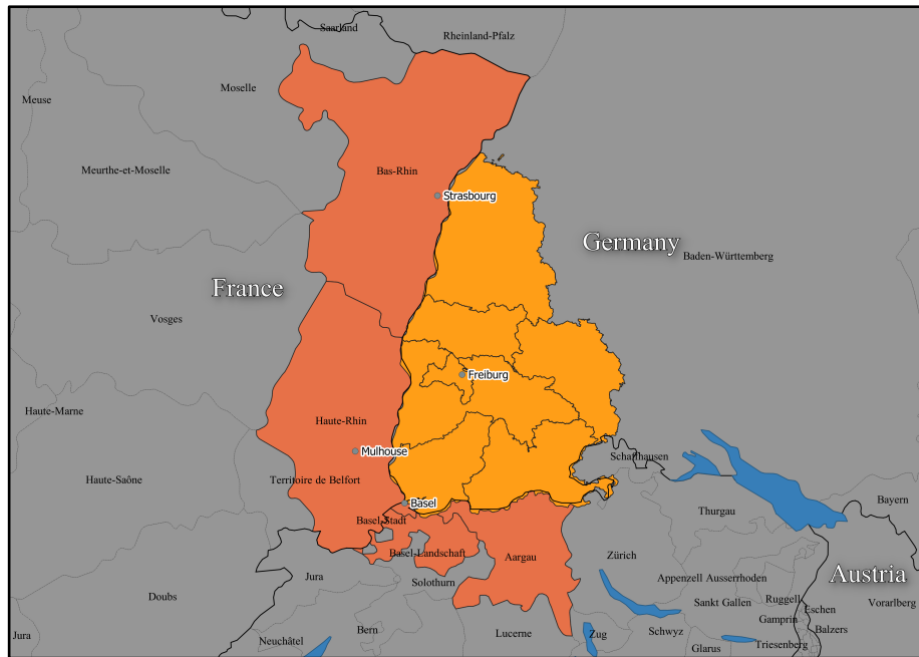 Saarland
Rheinland-Pfalz
Moselle
Meuse
Meurthe-et-Moselle
Bas-Rhin
Strasbourg
Germany
Baden-Württemberg
France
Vosges
Freiburg
Haute-Marne
Haute-Rhin
Mulhouse
Schaffhausen
Haute-Saône
Territoire de Belfort
Basel
Bayern
Thurgau
Basel-Stadt
Basel-Landschaft
Aargau
Zürich
Jura
Solothurn
Appenzell Ausserrhoden
Austria
Doubs
Sankt Gallen
Ruggell
Eschen
Vorarlberg
Gamprin
Jura
Neuchâtel
Bern
Lucerne
Zug
Schwyz
Balzers
Glarus
Triesenberg